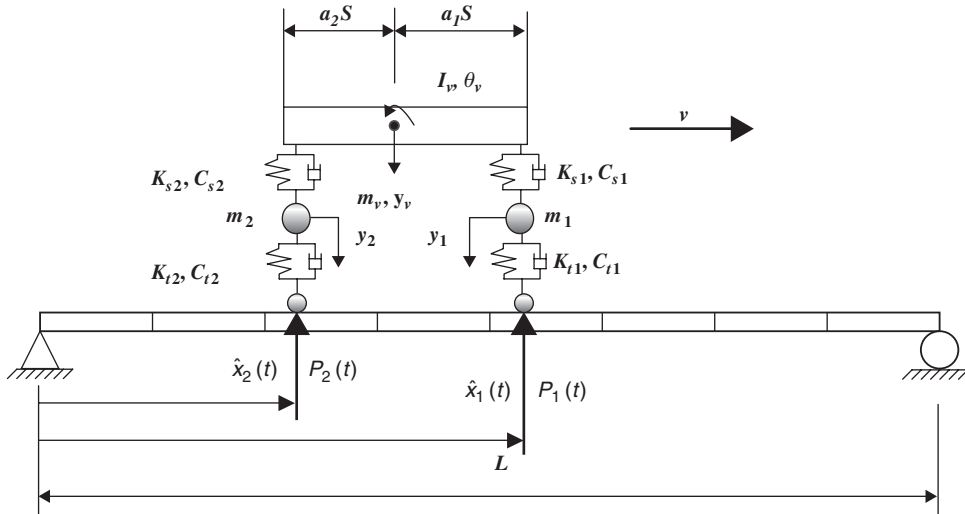 a₂S a₁S
Iᵥ, θᵥ
v
Kₛ₂, Cₛ₂ Kₛ₁, Cₛ₁
mᵥ, yᵥ
m₂ m₁
y₂ y₁
Kₜ₂, Cₜ₂ Kₜ₁, Cₜ₁
x̂₂(t) P₂(t) x̂₁(t) P₁(t)
L